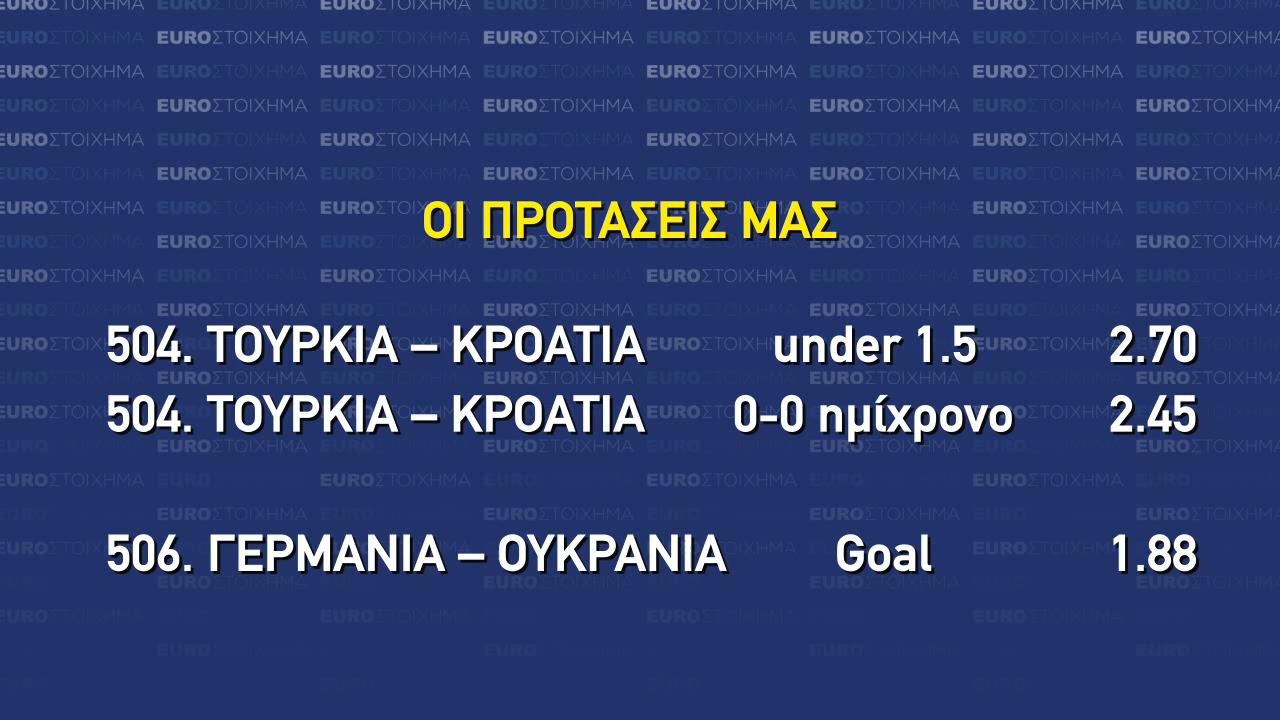 ΟΙ ΠΡΟΤΑΣΕΙΣ ΜΑΣ
504. ΤΟΥΡΚΙΑ – ΚΡΟΑΤΙΑ under 1.5 2.70
504. ΤΟΥΡΚΙΑ – ΚΡΟΑΤΙΑ 0-0 ημίχρονο 2.45
506. ΓΕΡΜΑΝΙΑ – ΟΥΚΡΑΝΙΑ Goal 1.88
EUROΣΤΟΙΧΗΜΑ